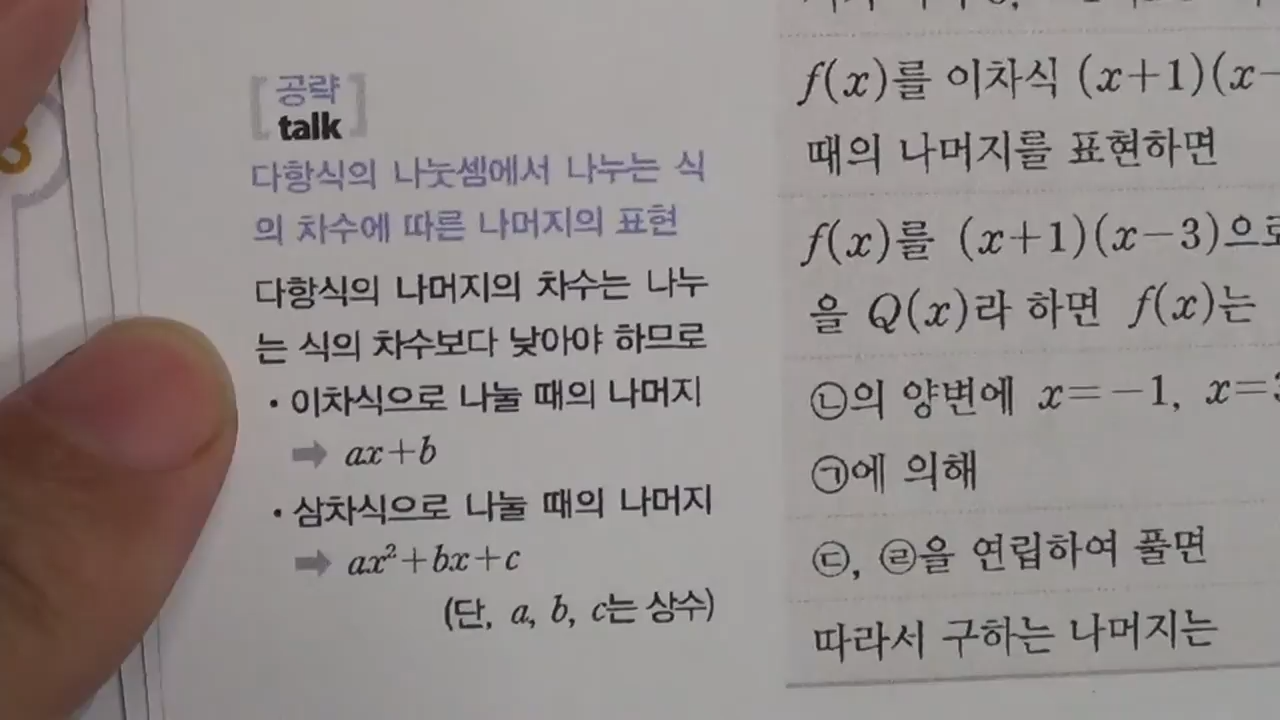 공략
talk
다항식의 나눗셈에서 나누는 식
의 차수에 따른 나머지의 표현
다항식의 나머지의 차수는 나누
는 식의 차수보다 낮아야 하므로
• 이차식으로 나눌 때의 나머지
➡ ax+b
• 삼차식으로 나눌 때의 나머지
➡ ax²+bx+c
(단, a, b, c는 상수)
f(x)를 이차식 (x+1)(x-
때의 나머지를 표현하면
f(x)를 (x+1)(x-3)으로
을 Q(x)라 하면 f(x)는
㉡의 양변에 x=-1, x=3
㉠에 의해
㉢, ㉣을 연립하여 풀면
따라서 구하는 나머지는